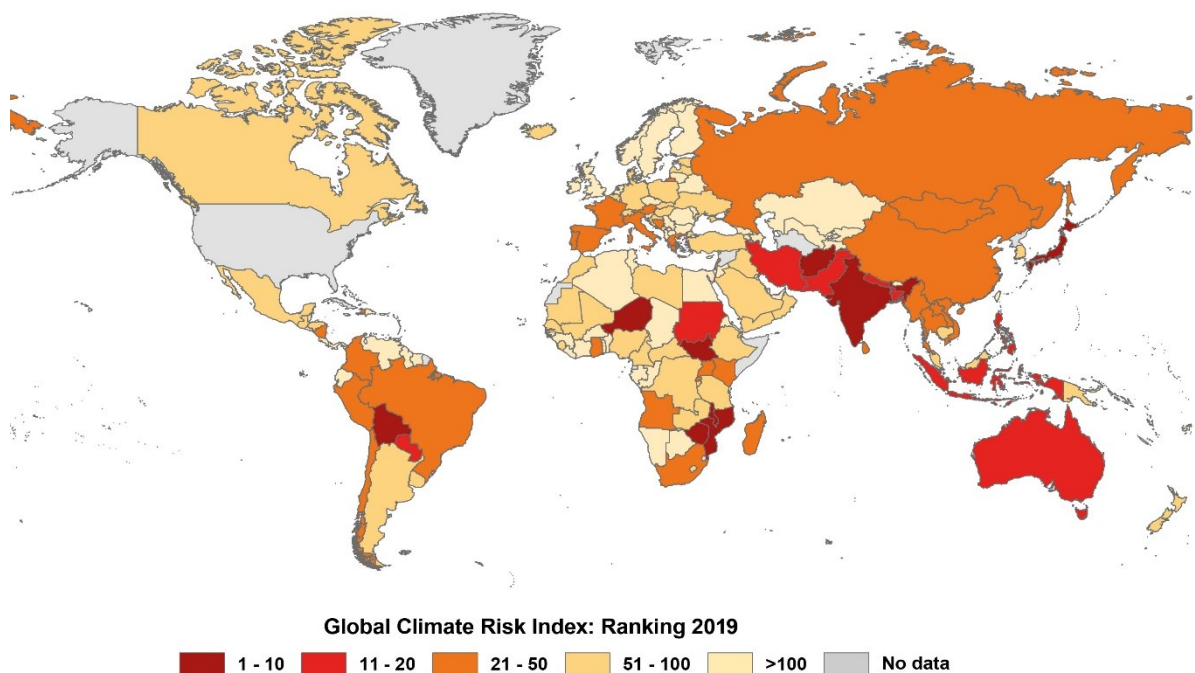 Global Climate Risk Index: Ranking 2019
1 - 10 11 - 20 21 - 50 51 - 100 >100 No data